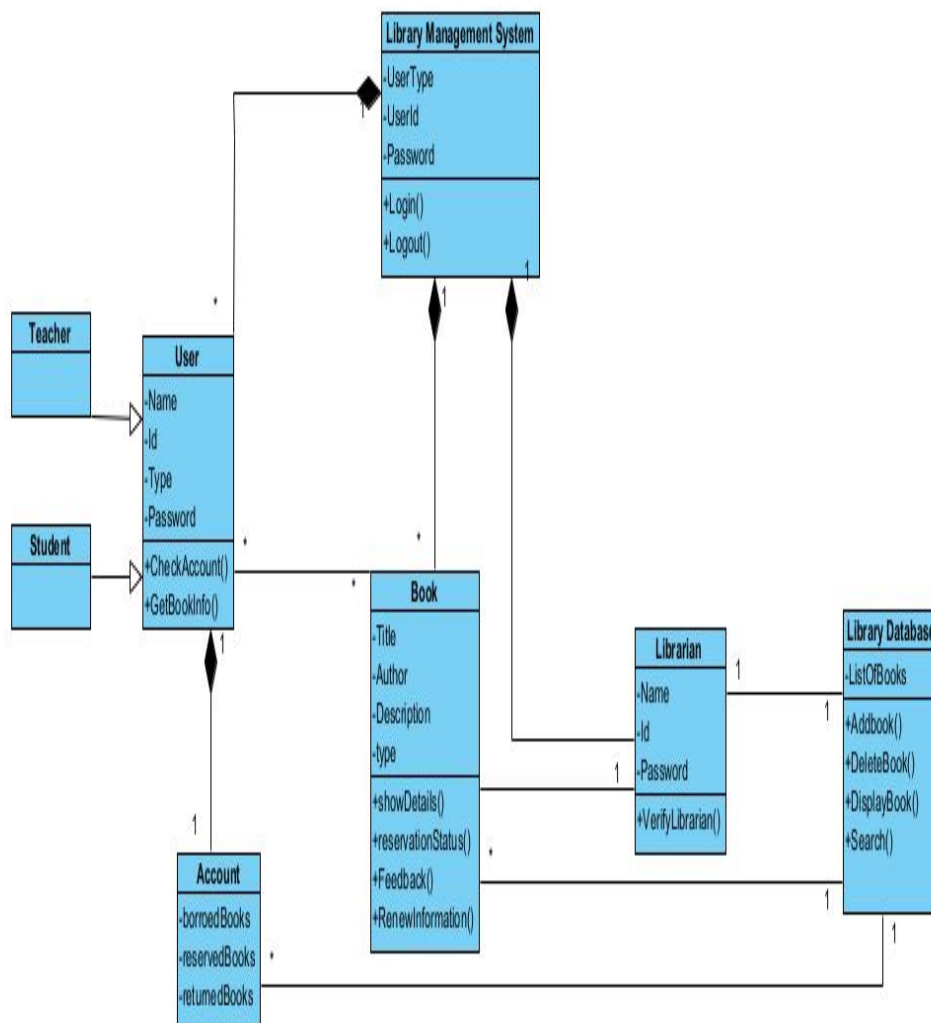 Library Management System
-UserType
-UserId
-Password
+Login()
+Logout()
1
1
1
*
Teacher
User
-Name
-Id
-Type
-Password
+CheckAccount()
+GetBookInfo()
Student
*
*
*
1
Book
-Title
-Author
-Description
-type
+showDetails()
+reservationStatus()
+Feedback()
+RenewInformation()
Librarian
-Name
-Id
-Password
+VerifyLibrarian()
1
1
1
Library Database
-ListOfBooks
+Addbook()
+DeleteBook()
+DisplayBook()
+Search()
*
1
1
1
Account
-borroedBooks
-reservedBooks
-returnedBooks
*